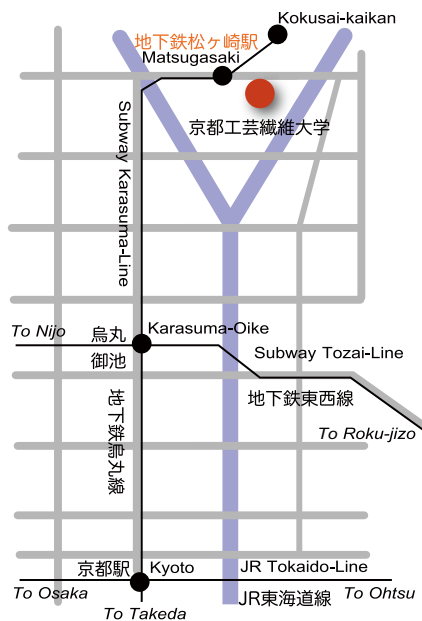 Kokusai-kaikan
地下鉄松ヶ崎駅
Matsugasaki
京都工芸繊維大学
Subway Karasuma-Line
To Nijo
烏丸
Karasuma-Oike
御池
Subway Tozai-Line
地下鉄東西線
To Roku-jizo
地下鉄烏丸線
京都駅
Kyoto
JR Tokaido-Line
To Osaka
JR東海道線
To Ohtsu
To Takeda